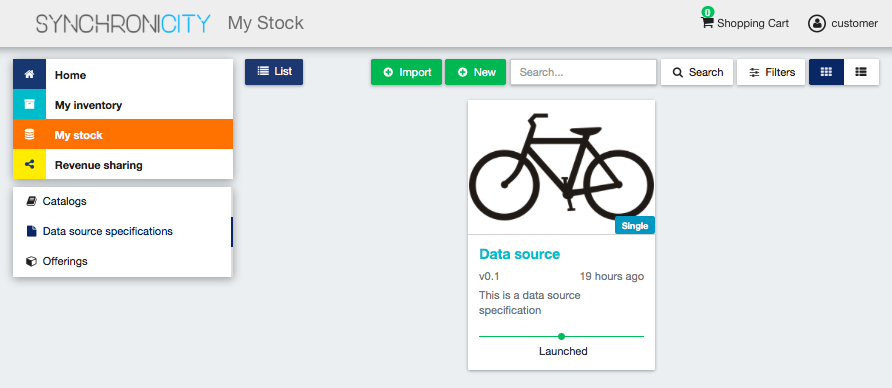 SYNCHRONICITY My Stock
0
Shopping Cart customer
Home
My inventory
My stock
Revenue sharing
Catalogs
Data source specifications
Offerings
List Import New Search... Search Filters
Single
Data source
v0.1 19 hours ago
This is a data source
specification
Launched